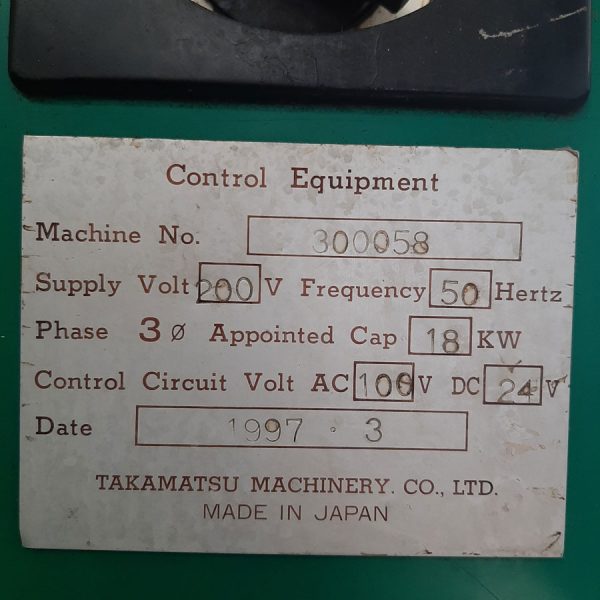 Control Equipment
Machine No. 300058
Supply Volt 200 V Frequency 50 Hertz
Phase 3 ø Appointed Cap 18 KW
Control Circuit Volt AC 100 V DC 24 V
Date 1997 · 3
TAKAMATSU MACHINERY. CO., LTD.
MADE IN JAPAN